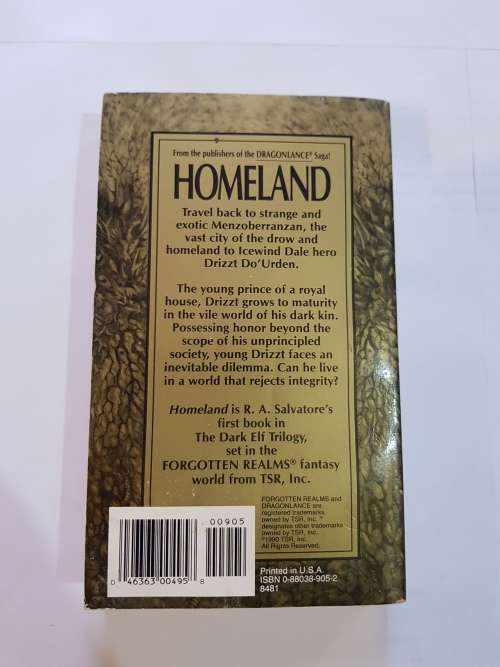 From the publishers of the DRAGONLANCE® Saga!
HOMELAND
Travel back to strange and
exotic Menzoberranzan, the
vast city of the drow and
homeland to Icewind Dale hero
Drizzt Do'Urden.
The young prince of a royal
house, Drizzt grows to maturity
in the vile world of his dark kin.
Possessing honor beyond the
scope of his unprincipled
society, young Drizzt faces an
inevitable dilemma. Can he live
in a world that rejects integrity?
Homeland is R. A. Salvatore's
first book in
The Dark Elf Trilogy,
set in the
FORGOTTEN REALMS® fantasy
world from TSR, Inc.
FORGOTTEN REALMS and
DRAGONLANCE are
registered trademarks
owned by TSR, Inc. ™
designates other trademarks
owned by TSR, Inc.
©1990 TSR, Inc.
All Rights Reserved.
00905
0 46363 00495 8
Printed in U.S.A.
ISBN 0-88038-905-2
8481